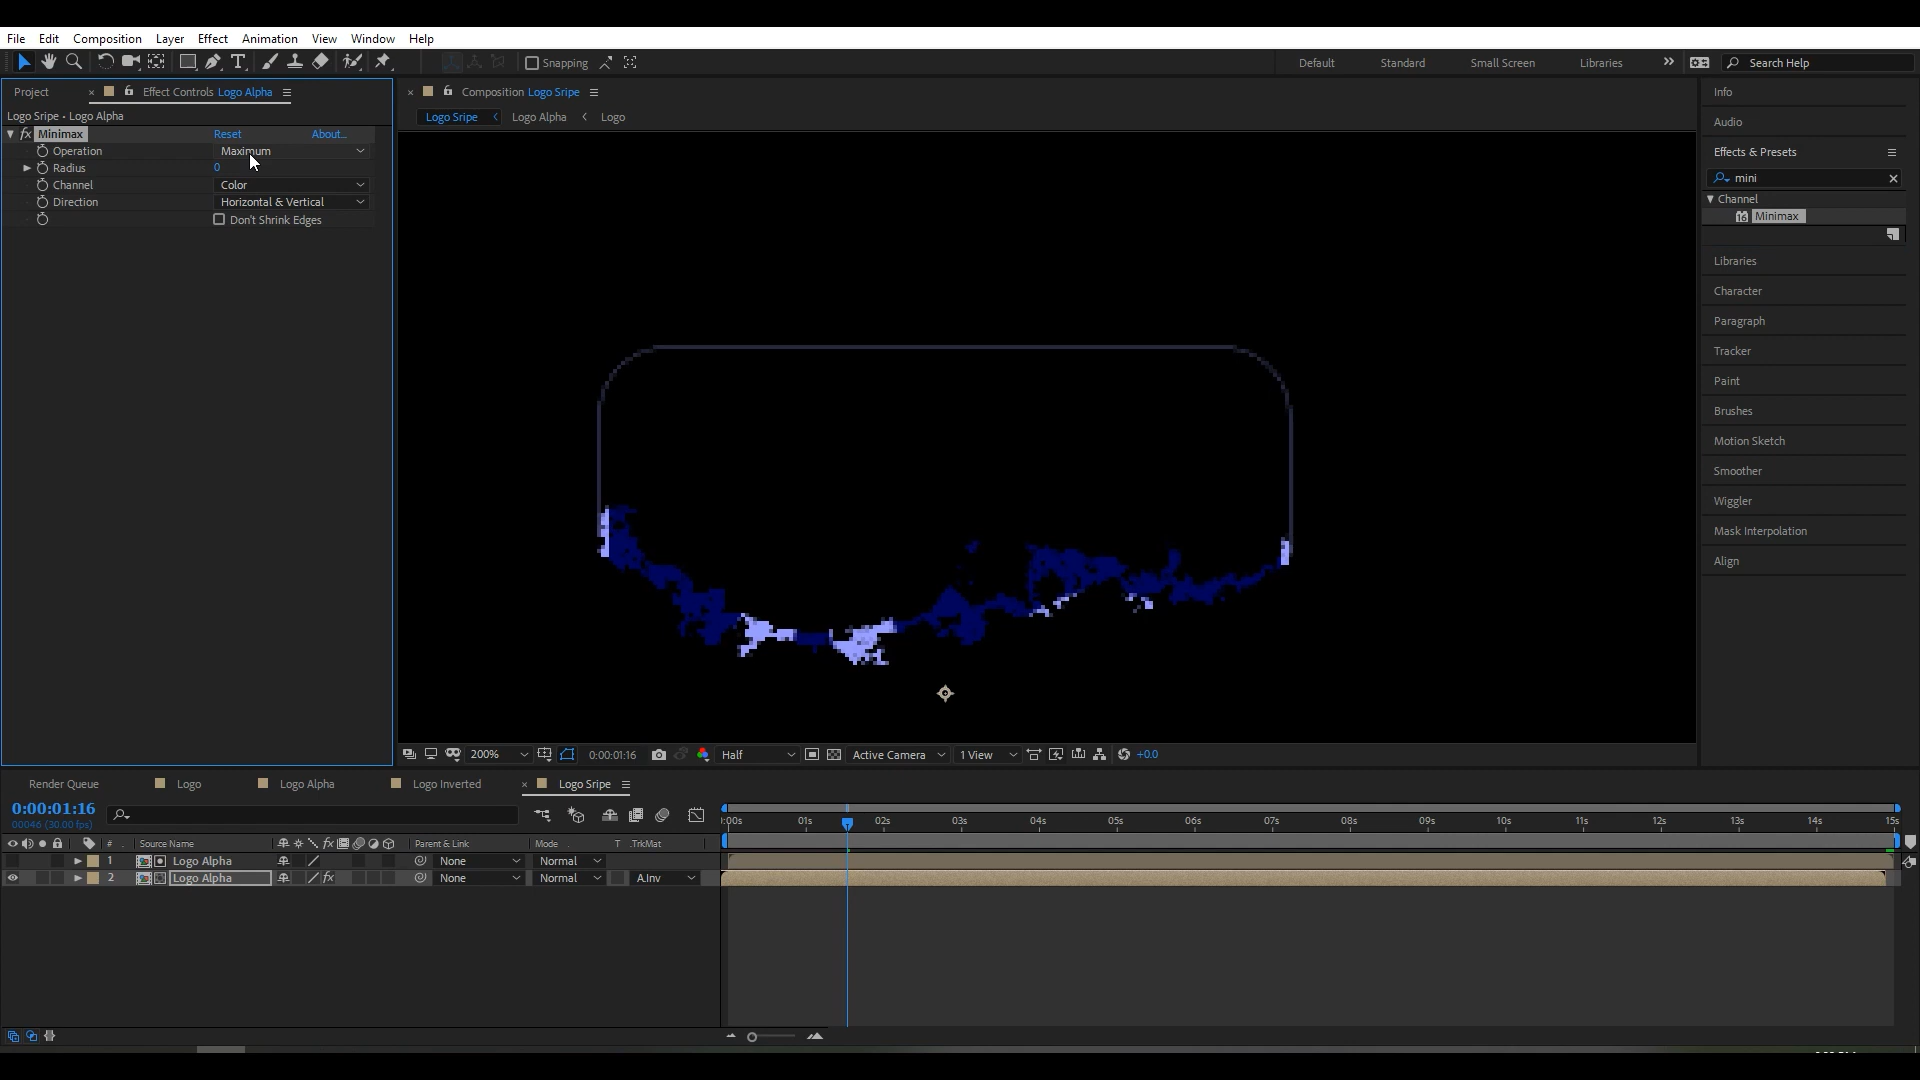 File Edit Composition Layer Effect Animation View Window Help
Snapping Default Standard Small Screen Libraries Search Help
Project Effect Controls Logo Alpha
Logo Sripe • Logo Alpha
fx Minimax Reset About...
Operation Maximum
Radius 0
Channel Color
Direction Horizontal & Vertical
Don't Shrink Edges
Composition Logo Sripe
Logo Sripe Logo Alpha Logo
200% 0:00:01:16 Half Active Camera 1 View +0.0
Info
Audio
Effects & Presets
mini
Channel
16 Minimax
Libraries
Character
Paragraph
Tracker
Paint
Brushes
Motion Sketch
Smoother
Wiggler
Mask Interpolation
Align
Render Queue Logo Logo Alpha Logo Inverted Logo Sripe
0:00:01:16
00046 (30.00 fps)
# Source Name fx Parent & Link Mode T .TrkMat
1 Logo Alpha None Normal
2 Logo Alpha fx None Normal A.Inv
:00s 01s 02s 03s 04s 05s 06s 07s 08s 09s 10s 11s 12s 13s 14s 15s